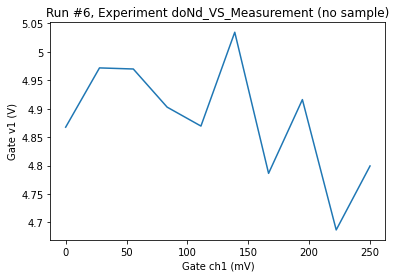 Run #6, Experiment doNd_VS_Measurement (no sample)
5.05
5
4.95
4.9
4.85
4.8
4.75
4.7
Gate v1 (V)
0 50 100 150 200 250
Gate ch1 (mV)